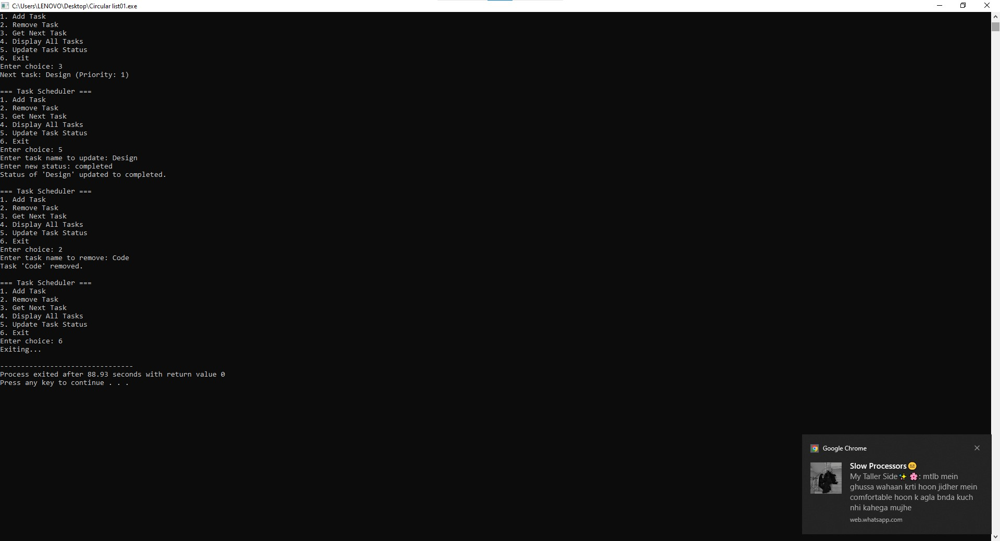 C:\Users\LENOVO\Desktop\Circular list01.exe
1. Add Task
2. Remove Task
3. Get Next Task
4. Display All Tasks
5. Update Task Status
6. Exit
Enter choice: 3
Next task: Design (Priority: 1)
=== Task Scheduler ===
1. Add Task
2. Remove Task
3. Get Next Task
4. Display All Tasks
5. Update Task Status
6. Exit
Enter choice: 5
Enter task name to update: Design
Enter new status: completed
Status of 'Design' updated to completed.
=== Task Scheduler ===
1. Add Task
2. Remove Task
3. Get Next Task
4. Display All Tasks
5. Update Task Status
6. Exit
Enter choice: 2
Enter task name to remove: Code
Task 'Code' removed.
=== Task Scheduler ===
1. Add Task
2. Remove Task
3. Get Next Task
4. Display All Tasks
5. Update Task Status
6. Exit
Enter choice: 6
Exiting...
--------------------------------
Process exited after 88.93 seconds with return value 0
Press any key to continue . . .
Google Chrome
Slow Processors😑
My Taller Side✨🌸: mtlb mein
ghussa wahaan krti hoon jidher mein
comfortable hoon k agla bnda kuch
nhi kahega mujhe
web.whatsapp.com